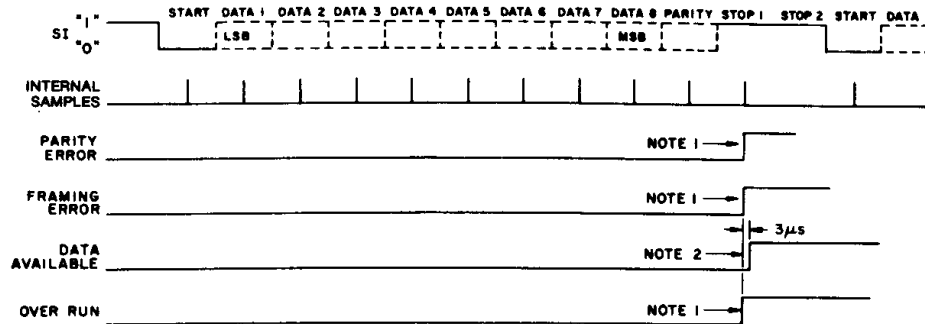 START DATA 1 DATA 2 DATA 3 DATA 4 DATA 5 DATA 6 DATA 7 DATA 8 PARITY STOP 1 STOP 2 START DATA
"1"
SI
"0"
LSB MSB
INTERNAL
SAMPLES
PARITY
ERROR
NOTE 1
FRAMING
ERROR
NOTE 1
3µs
DATA
AVAILABLE
NOTE 2
OVER RUN
NOTE 1